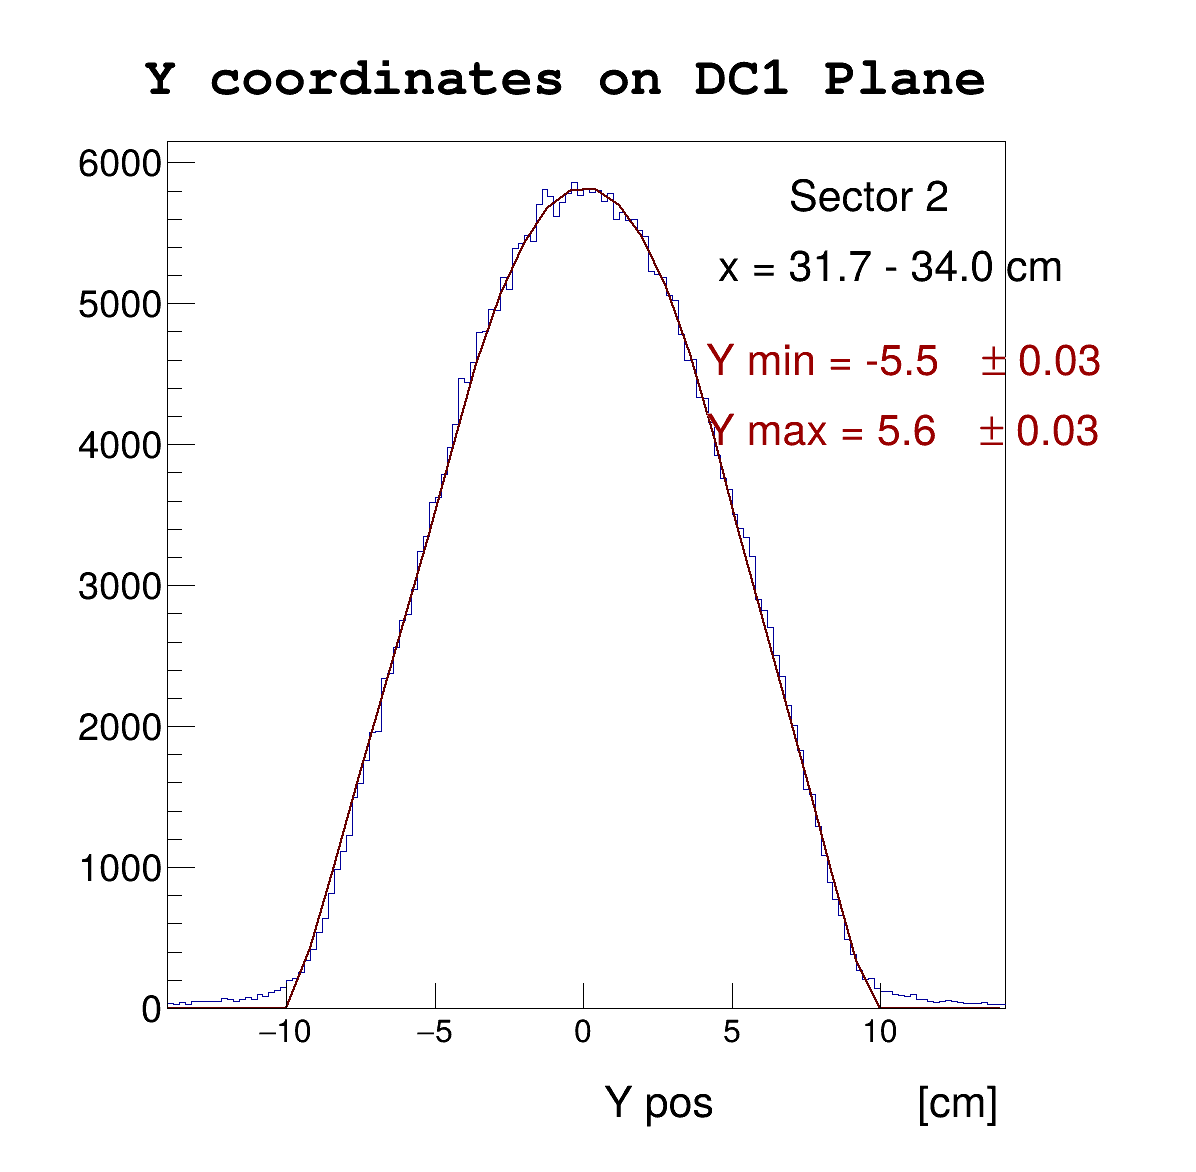 Y coordinates on DC1 Plane
6000
5000
4000
3000
2000
1000
0
Sector 2
x = 31.7 - 34.0 cm
Y min = -5.5 ± 0.03
Y max = 5.6 ± 0.03
−10 −5 0 5 10
Y pos [cm]